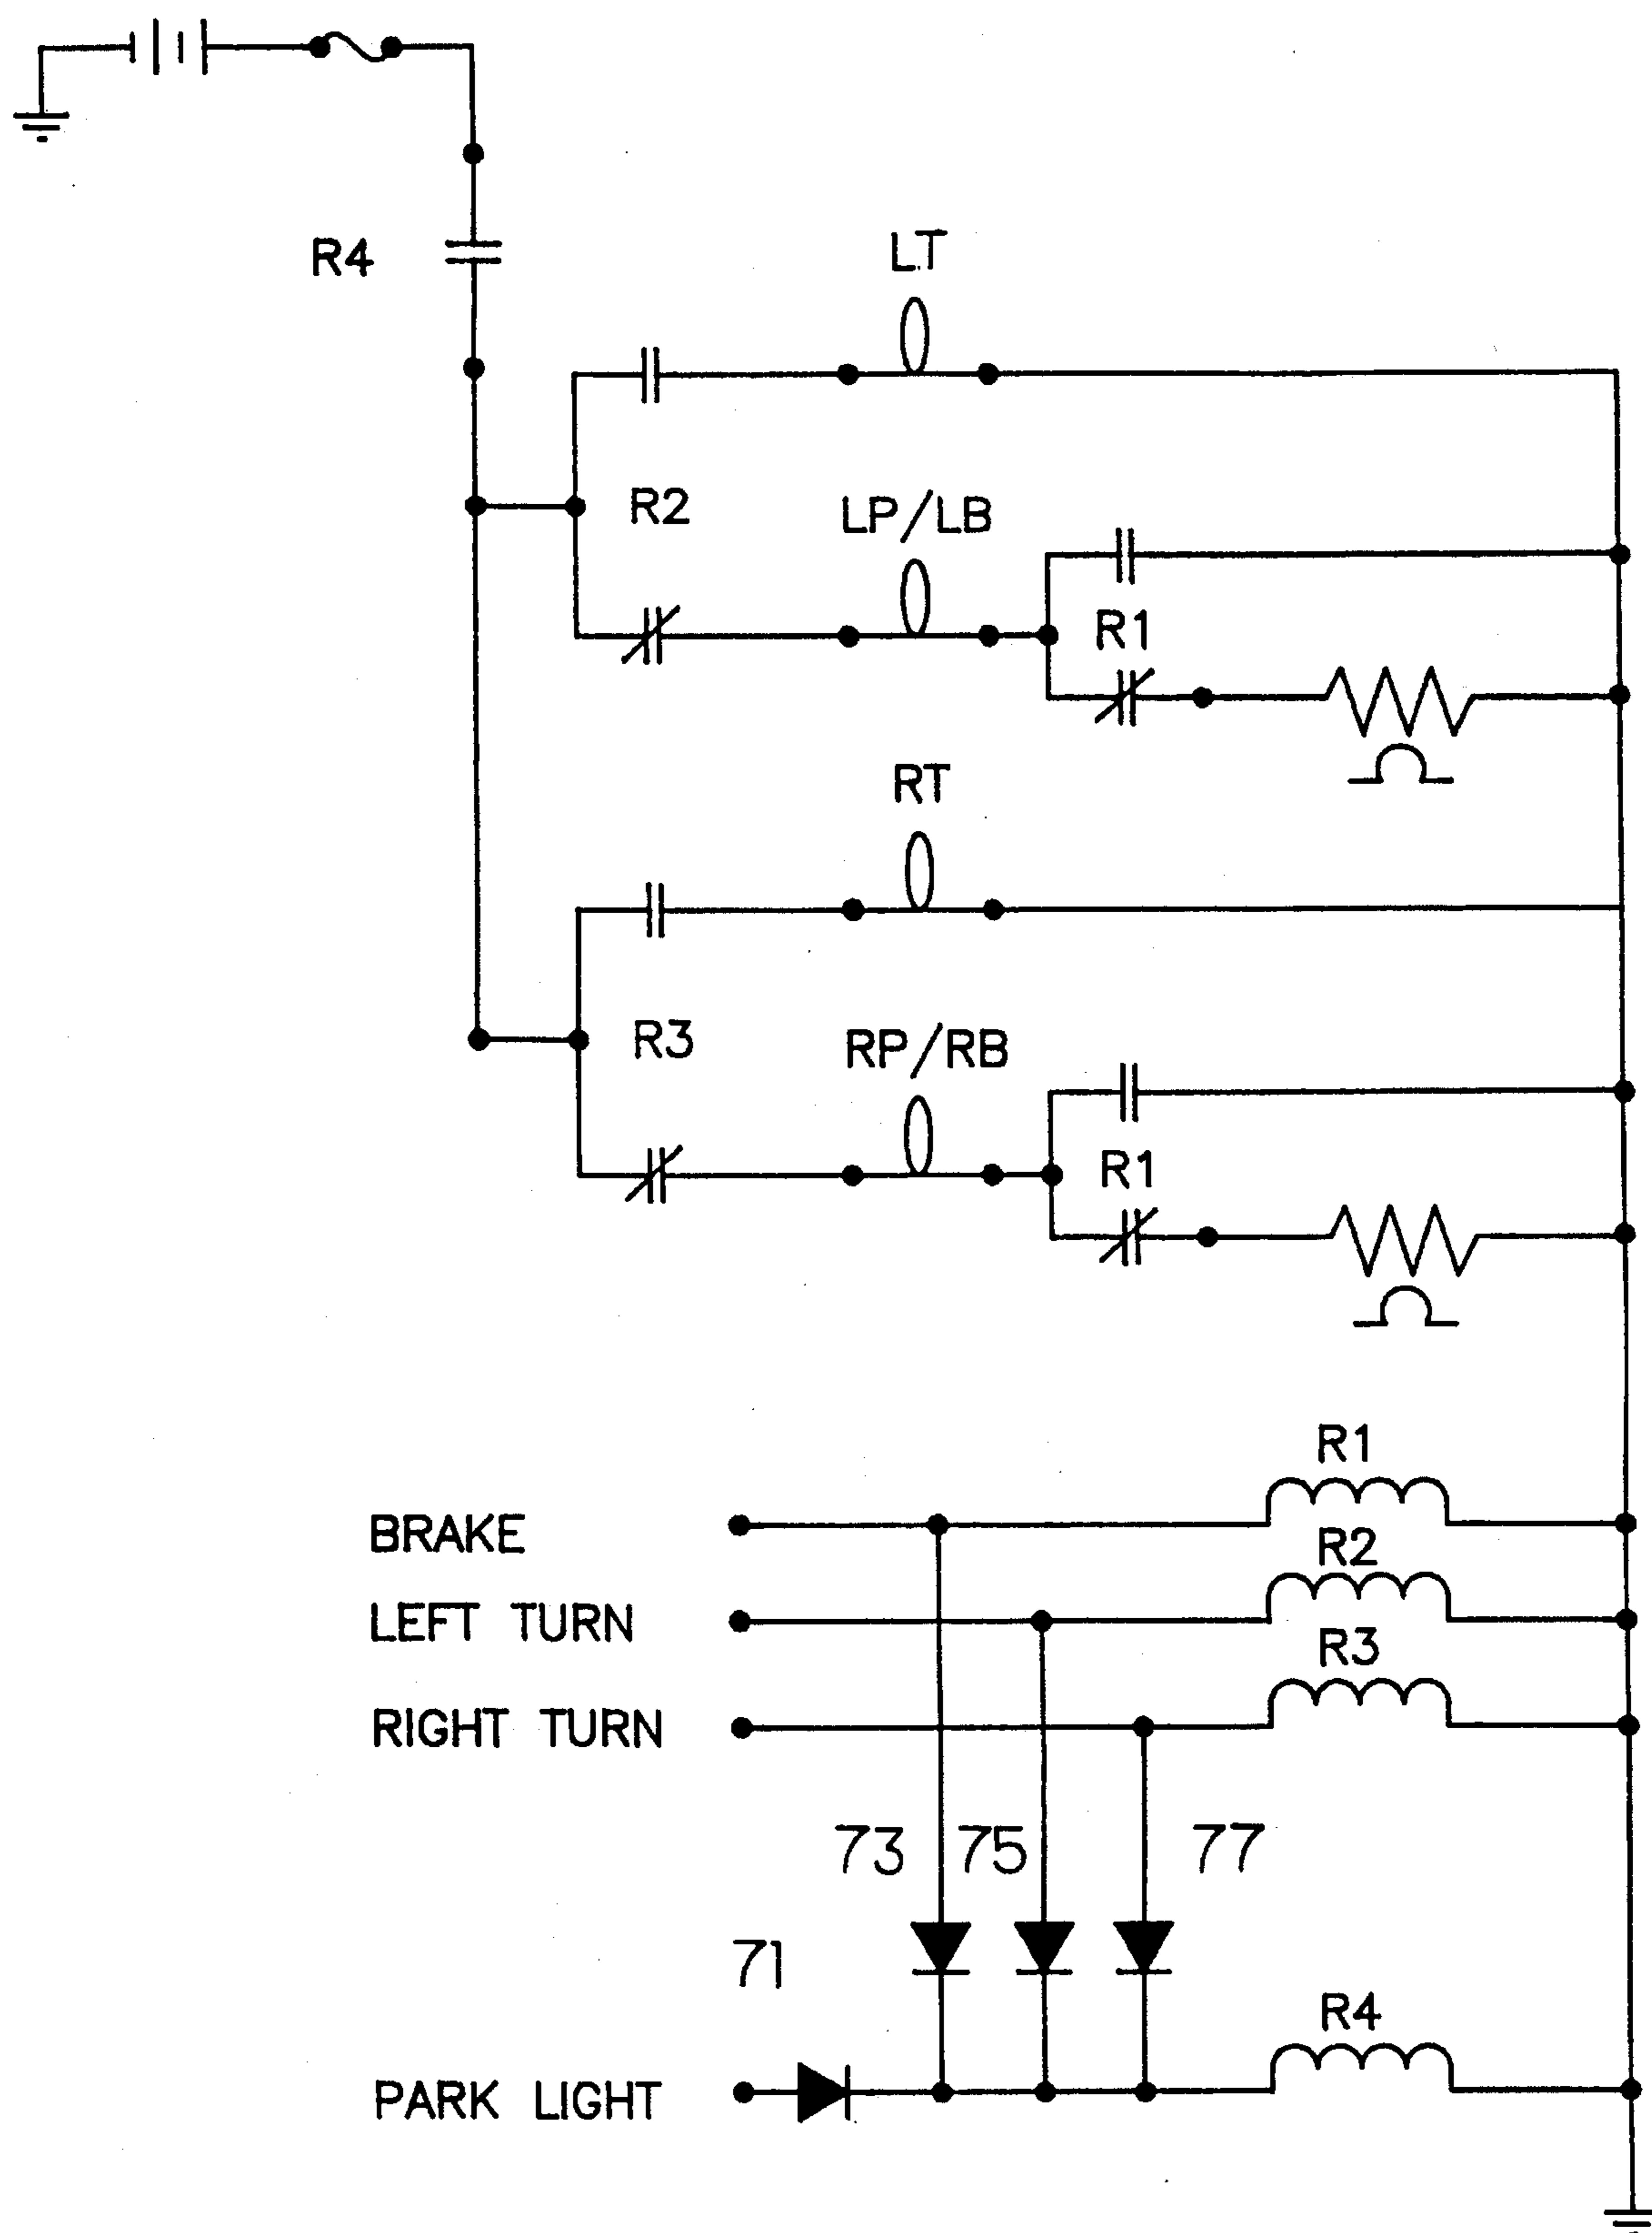 R4
LT
R2
LP/LB
R1
RT
R3
RP/RB
R1
R1
BRAKE
R2
LEFT TURN
R3
RIGHT TURN
73
75
77
71
R4
PARK LIGHT